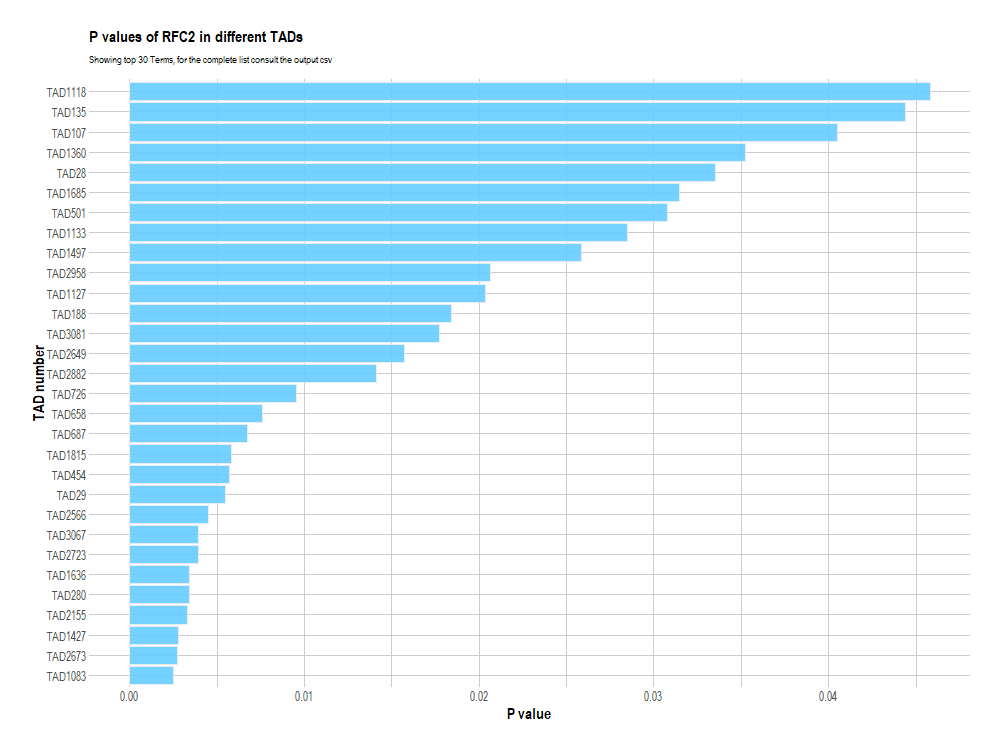 P values of RFC2 in different TADs
Showing top 30 Terms, for the complete list consult the output csv
TAD number
TAD1118
TAD135
TAD107
TAD1360
TAD28
TAD1685
TAD501
TAD1133
TAD1497
TAD2958
TAD1127
TAD188
TAD3081
TAD2649
TAD2882
TAD726
TAD658
TAD687
TAD1815
TAD454
TAD29
TAD2566
TAD3067
TAD2723
TAD1636
TAD280
TAD2155
TAD1427
TAD2673
TAD1083
0.00 0.01 0.02 0.03 0.04
P value